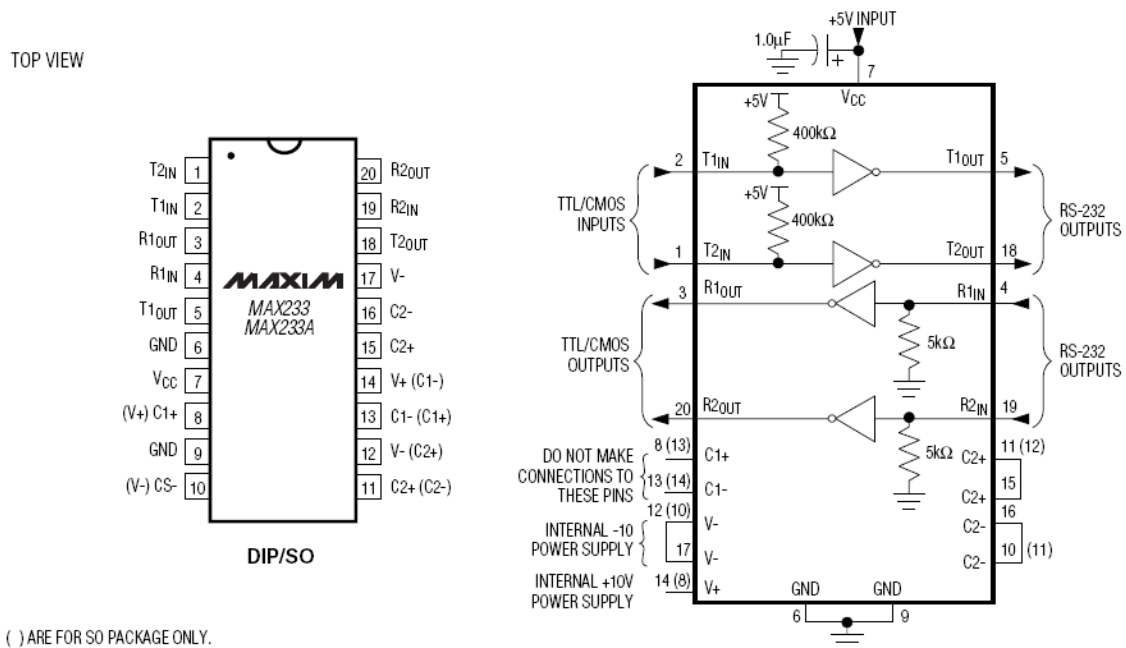 TOP VIEW
T2IN 1
T1IN 2
R1OUT 3
R1IN 4
T1OUT 5
GND 6
VCC 7
(V+) C1+ 8
GND 9
(V-) CS- 10
20 R2OUT
19 R2IN
18 T2OUT
17 V-
16 C2-
15 C2+
14 V+ (C1-)
13 C1- (C1+)
12 V- (C2+)
11 C2+ (C2-)
MAXIM
MAX233
MAX233A
DIP/SO
( ) ARE FOR SO PACKAGE ONLY.
+5V INPUT
1.0μF
+
7
VCC
+5V
400kΩ
2 T1IN
T1OUT 5
+5V
400kΩ
TTL/CMOS
INPUTS
RS-232
OUTPUTS
1 T2IN
T2OUT 18
3 R1OUT
R1IN 4
5kΩ
TTL/CMOS
OUTPUTS
RS-232
OUTPUTS
20 R2OUT
R2IN 19
5kΩ
8 (13) C1+
DO NOT MAKE
CONNECTIONS TO
THESE PINS
13 (14) C1-
12 (10) V-
INTERNAL -10
POWER SUPPLY
17 V-
INTERNAL +10V
POWER SUPPLY
14 (8) V+
C2+ 11 (12)
C2+ 15
C2- 16
C2- 10 (11)
GND GND
6 9